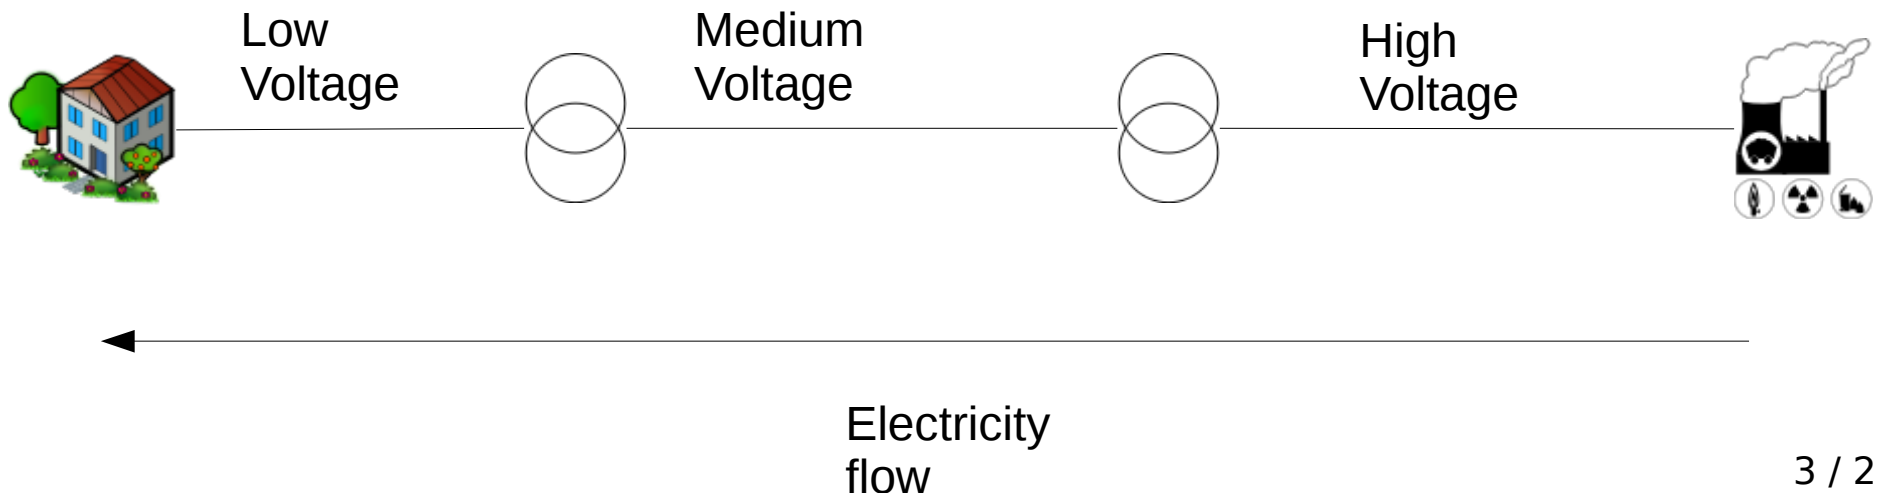 Low
Voltage
Medium
Voltage
High
Voltage
Electricity
flow
3 / 2